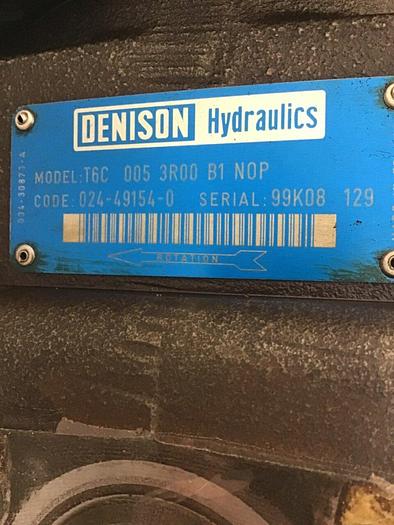 DENISON Hydraulics
MODEL:T6C 005 3R00 B1 NOP
CODE: 024-49154-0 SERIAL: 99K08 129
ROTATION